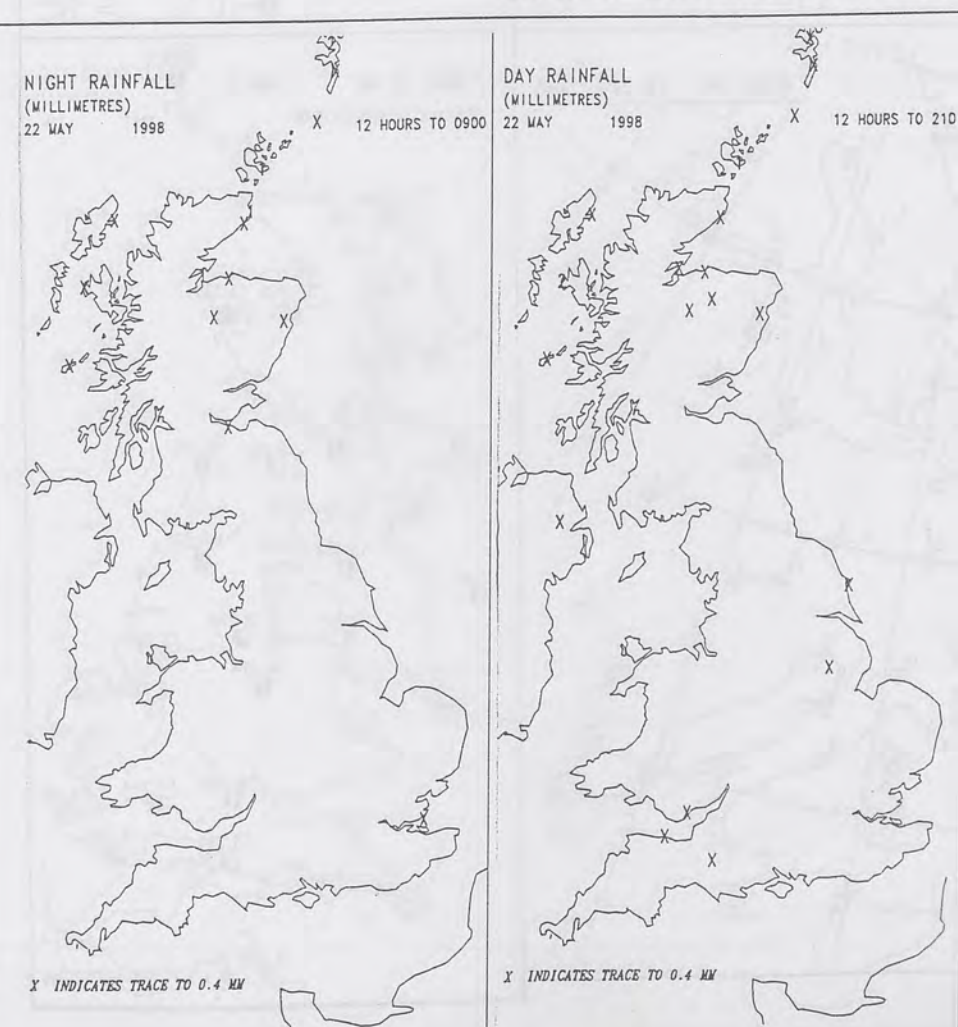 NIGHT RAINFALL
(MILLIMETRES)
22 MAY 1998
X 12 HOURS TO 0900
X INDICATES TRACE TO 0.4 MM
DAY RAINFALL
(MILLIMETRES)
22 MAY 1998
X 12 HOURS TO 210
X INDICATES TRACE TO 0.4 MM